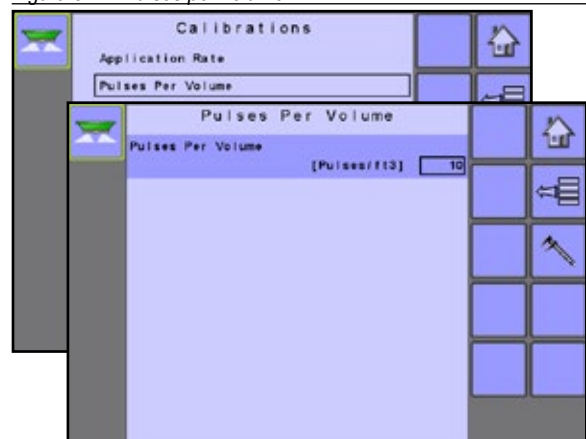 Calibrations
Application Rate
Pulses Per Volume
Pulses Per Volume
Pulses Per Volume
[Pulses/ft3] 10